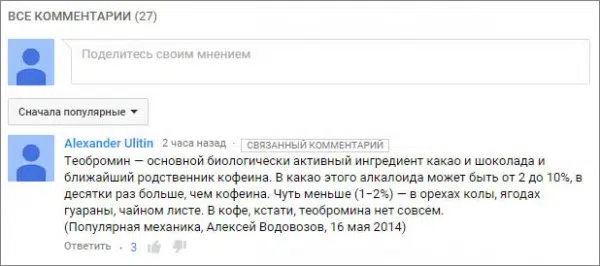 ВСЕ КОММЕНТАРИИ (27)
Поделитесь своим мнением
Сначала популярные
Alexander Ulitin 2 часа назад · СВЯЗАННЫЙ КОММЕНТАРИЙ
Теобромин — основной биологически активный ингредиент какао и шоколада и
ближайший родственник кофеина. В какао этого алкалоида может быть от 2 до 10%, в
десятки раз больше, чем кофеина. Чуть меньше (1−2%) — в орехах колы, ягодах
гуараны, чайном листе. В кофе, кстати, теобромина нет совсем.
(Популярная механика, Алексей Водовозов, 16 мая 2014)
Ответить · 3